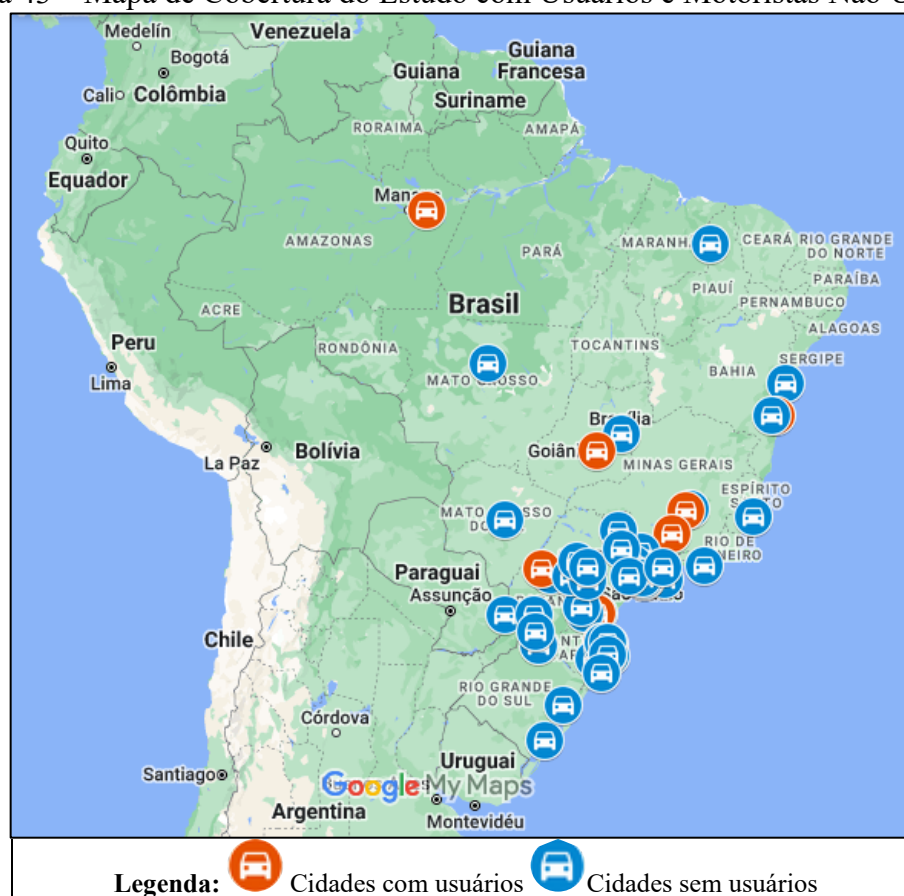 Mapa de Cobertura do Estudo com Usuários e Motoristas Não
Medellín
Venezuela
Bogotá
Guiana
Guiana
Francesa
Cali
Colômbia
Suriname
RORAIMA
AMAPÁ
Quito
Equador
AMAZONAS
PARÁ
CEARÁ
RIO GRANDE
DO NORTE
PIAUÍ
PARAÍBA
PERNAMBUCO
ACRE
Brasil
ALAGOAS
Peru
RONDÔNIA
TOCANTINS
SERGIPE
Lima
BAHIA
La Paz
Bolívia
MINAS GERAIS
RIO DE
Paraguai
Assunção
Chile
RIO GRANDE
DO SUL
Córdova
Uruguai
Santiago
Google My Maps
Argentina
Montevidéu
Legenda: Cidades com usuários Cidades sem usuários